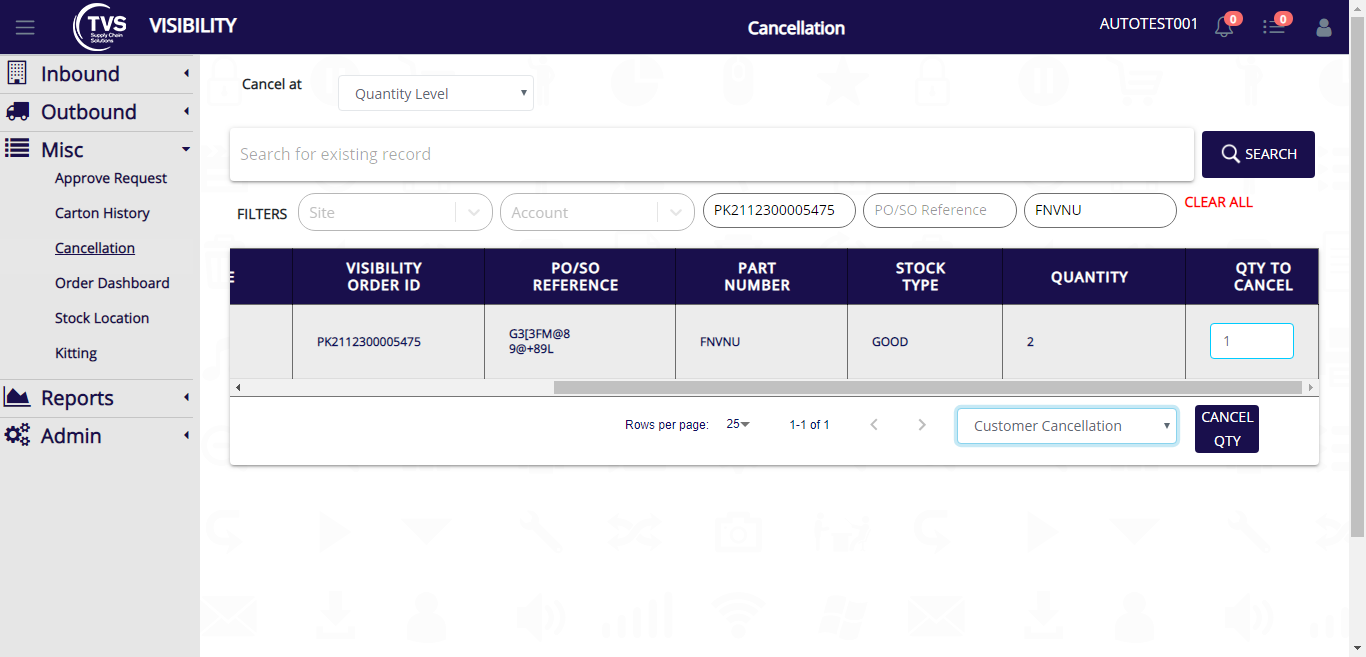 TVS
Supply Chain
Solutions
VISIBILITY
Cancellation
AUTOTEST001
0
0
Inbound
Outbound
Misc
Approve Request
Carton History
Cancellation
Order Dashboard
Stock Location
Kitting
Reports
Admin
Cancel at
Quantity Level
Search for existing record
SEARCH
FILTERS
Site
Account
PK2112300005475
PO/SO Reference
FNVNU
CLEAR ALL
E
VISIBILITY
ORDER ID
PO/SO
REFERENCE
PART
NUMBER
STOCK
TYPE
QUANTITY
QTY TO
CANCEL
PK2112300005475
G3[3FM@8
9@+89L
FNVNU
GOOD
2
1
Rows per page:
25
1-1 of 1
Customer Cancellation
CANCEL
QTY